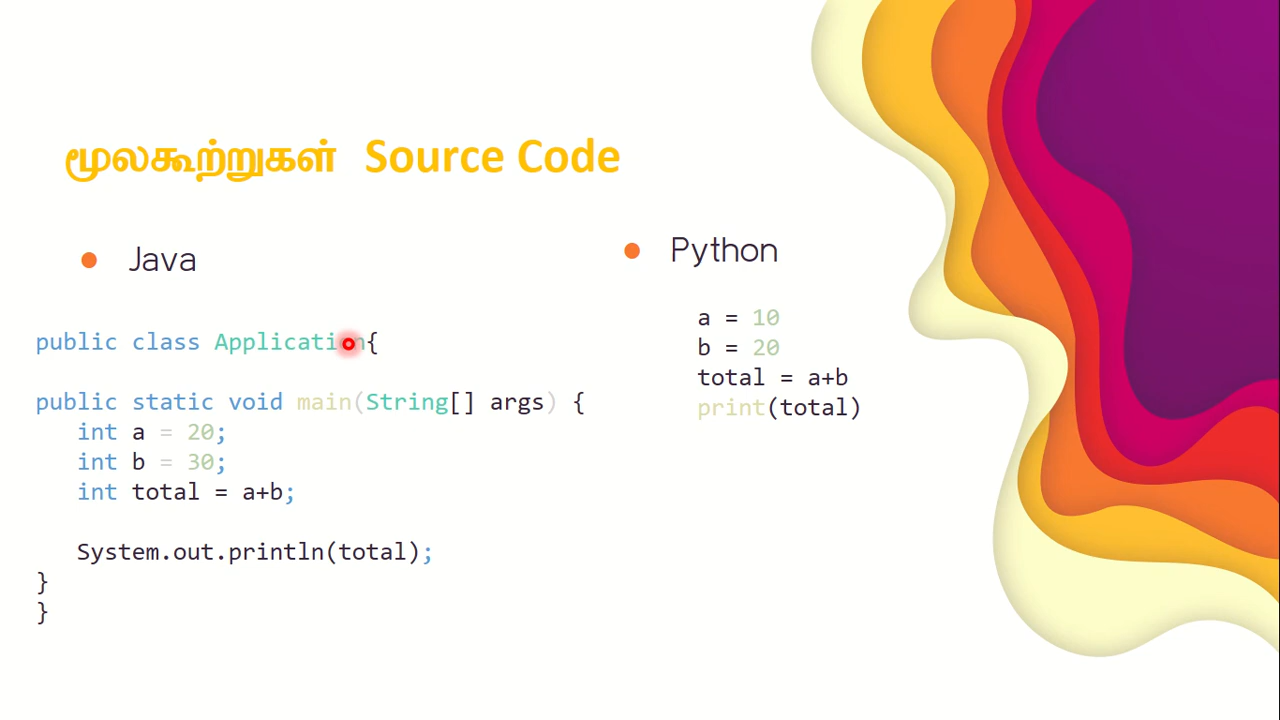 மூலகூற்றுகள் Source Code
Java
public class Application{
public static void main(String[] args) {
int a = 20;
int b = 30;
int total = a+b;
System.out.println(total);
}
}
Python
a = 10
b = 20
total = a+b
print(total)